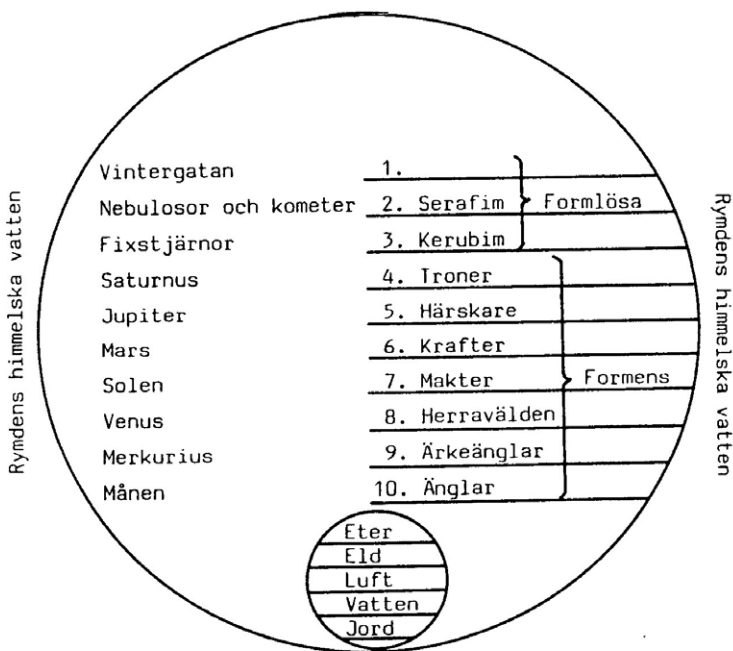 Rymdens himmelska vatten
Vintergatan 1.
Nebulosor och kometer 2. Serafim Formlösa
Fixstjärnor 3. Kerubim
Saturnus 4. Troner
Jupiter 5. Härskare
Mars 6. Krafter
Solen 7. Makter Formens
Venus 8. Herravälden
Merkurius 9. Ärkeänglar
Månen 10. Änglar
Eter
Eld
Luft
Vatten
Jord
Rymdens himmelska vatten